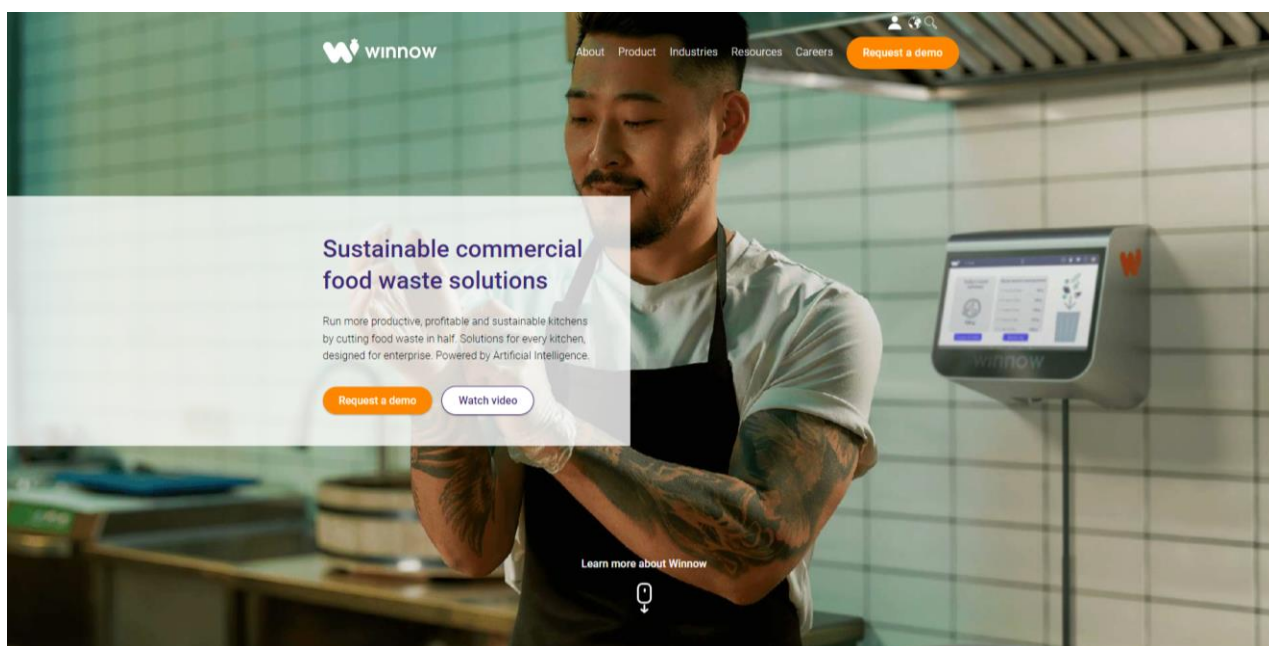 winnow
About Product Industries Resources Careers Request a demo
Sustainable commercial
food waste solutions
Run more productive, profitable and sustainable kitchens
by cutting food waste in half. Solutions for every kitchen,
designed for enterprise. Powered by Artificial Intelligence.
Request a demo Watch video
winnow
Learn more about Winnow